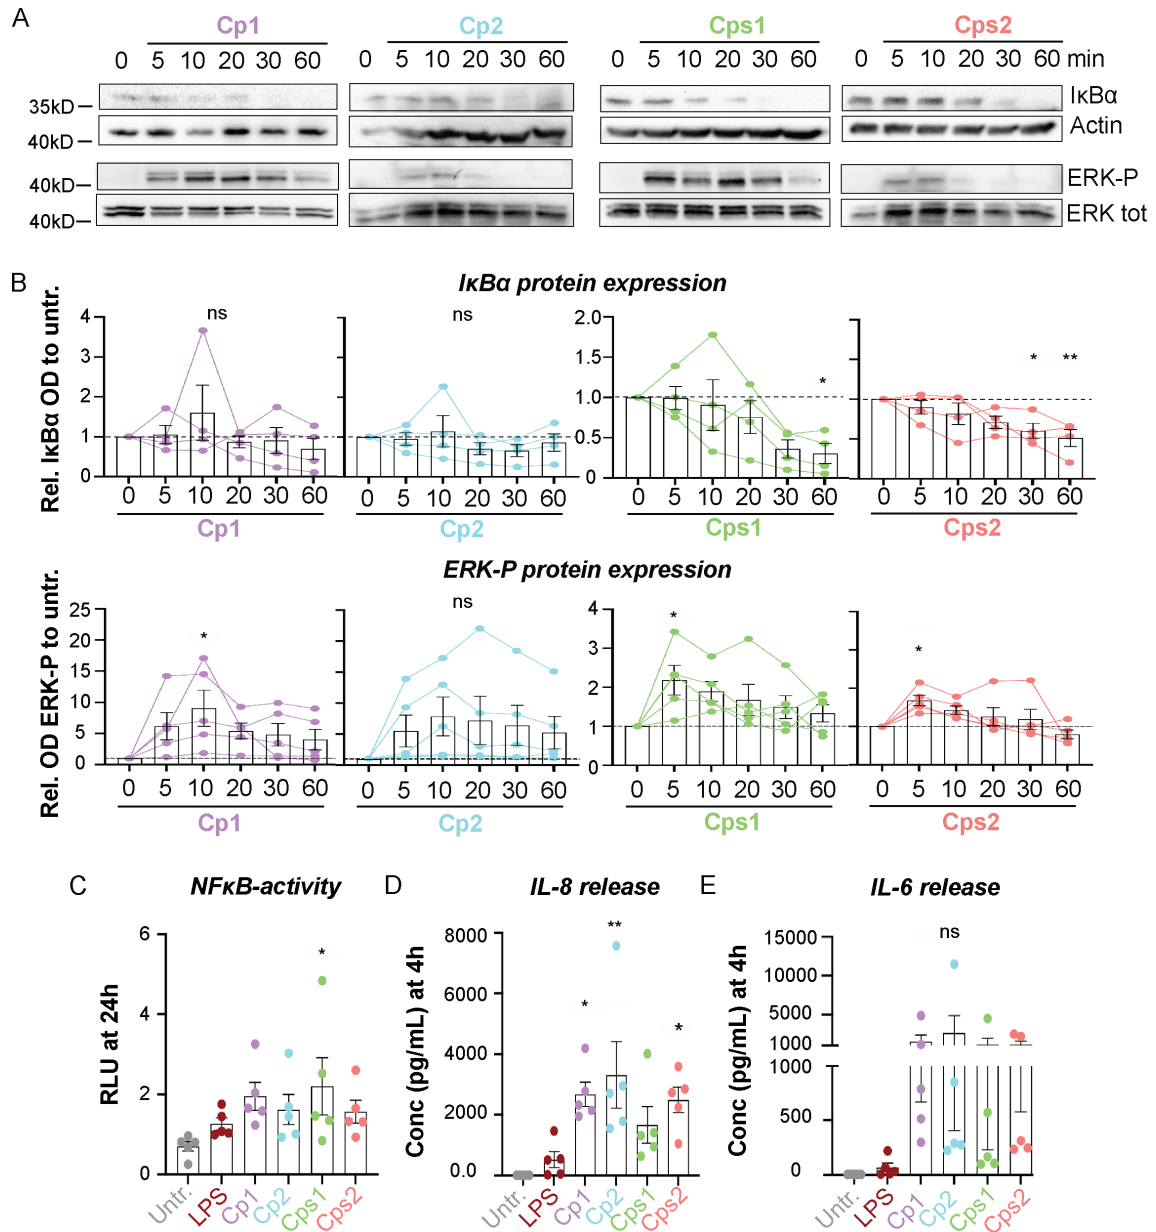 A
Cp1 Cp2 Cps1 Cps2
0 5 10 20 30 60 0 5 10 20 30 60 0 5 10 20 30 60 0 5 10 20 30 60 min
35kD IκBα
40kD Actin
40kD ERK-P
40kD ERK tot
B
IκBα protein expression
Rel. IκBα OD to untr.
4 3 2 1 0
ns
0 5 10 20 30 60
Cp1
ns
0 5 10 20 30 60
Cp2
2.0 1.5 1.0 0.5 0
*
0 5 10 20 30 60
Cps1
* **
0 5 10 20 30 60
Cps2
ERK-P protein expression
Rel. OD ERK-P to untr.
25 20 15 10 5 0
*
0 5 10 20 30 60
Cp1
ns
0 5 10 20 30 60
Cp2
4 3 2 1 0
*
0 5 10 20 30 60
Cps1
*
0 5 10 20 30 60
Cps2
C
NFκB-activity
RLU at 24h
6 4 2 0
*
Untr. LPS Cp1 Cp2 Cps1 Cps2
D
IL-8 release
Conc (pg/mL) at 4h
8000 6000 4000 2000 0.0
* ** *
Untr. LPS Cp1 Cp2 Cps1 Cps2
E
IL-6 release
Conc (pg/mL) at 4h
15000 10000 5000 1000
1000 500 0
ns
Untr. LPS Cp1 Cp2 Cps1 Cps2